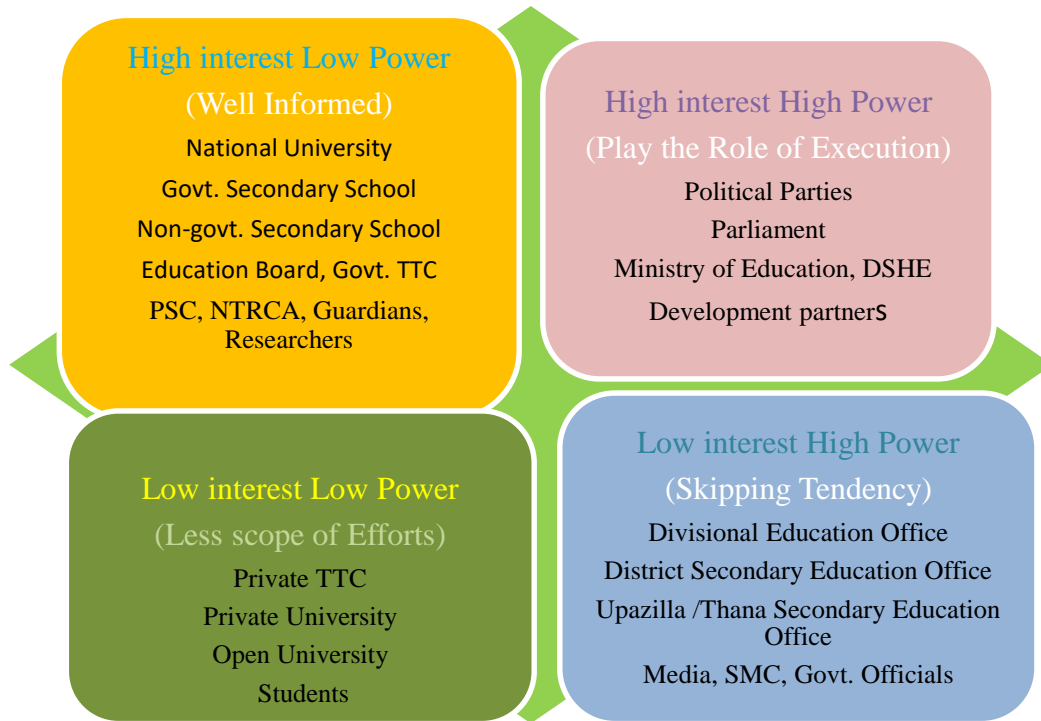 High interest Low Power
(Well Informed)
National University
Govt. Secondary School
Non-govt. Secondary School
Education Board, Govt. TTC
PSC, NTRCA, Guardians,
Researchers
High interest High Power
(Play the Role of Execution)
Political Parties
Parliament
Ministry of Education, DSHE
Development partners
Low interest Low Power
(Less scope of Efforts)
Private TTC
Private University
Open University
Students
Low interest High Power
(Skipping Tendency)
Divisional Education Office
District Secondary Education Office
Upazilla /Thana Secondary Education
Office
Media, SMC, Govt. Officials